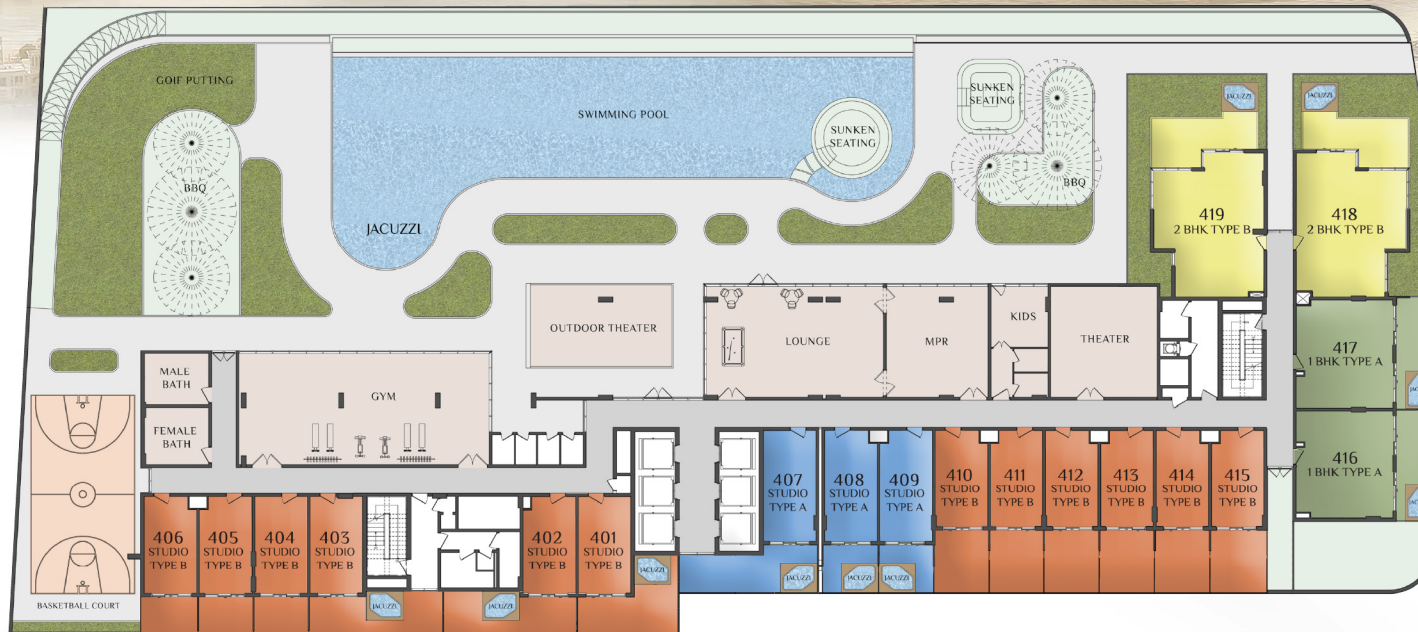 GOIF PUTTING
BBQ
SWIMMING POOL
SUNKEN
SEATING
SUNKEN
SEATING
BBQ
JACUZZI
JACUZZI
JACUZZI
419
2 BHK TYPE B
418
2 BHK TYPE B
OUTDOOR THEATER
LOUNGE
MPR
KIDS
THEATER
417
1 BHK TYPE A
416
1 BHK TYPE A
MALE
BATH
FEMALE
BATH
GYM
BASKETBALL COURT
406
STUDIO
TYPE B
405
STUDIO
TYPE B
404
STUDIO
TYPE B
403
STUDIO
TYPE B
402
STUDIO
TYPE B
401
STUDIO
TYPE B
407
STUDIO
TYPE A
408
STUDIO
TYPE A
409
STUDIO
TYPE A
410
STUDIO
TYPE B
411
STUDIO
TYPE B
412
STUDIO
TYPE B
413
STUDIO
TYPE B
414
STUDIO
TYPE B
415
STUDIO
TYPE B
JACUZZI
JACUZZI
JACUZZI
JACUZZI
JACUZZI
JACUZZI